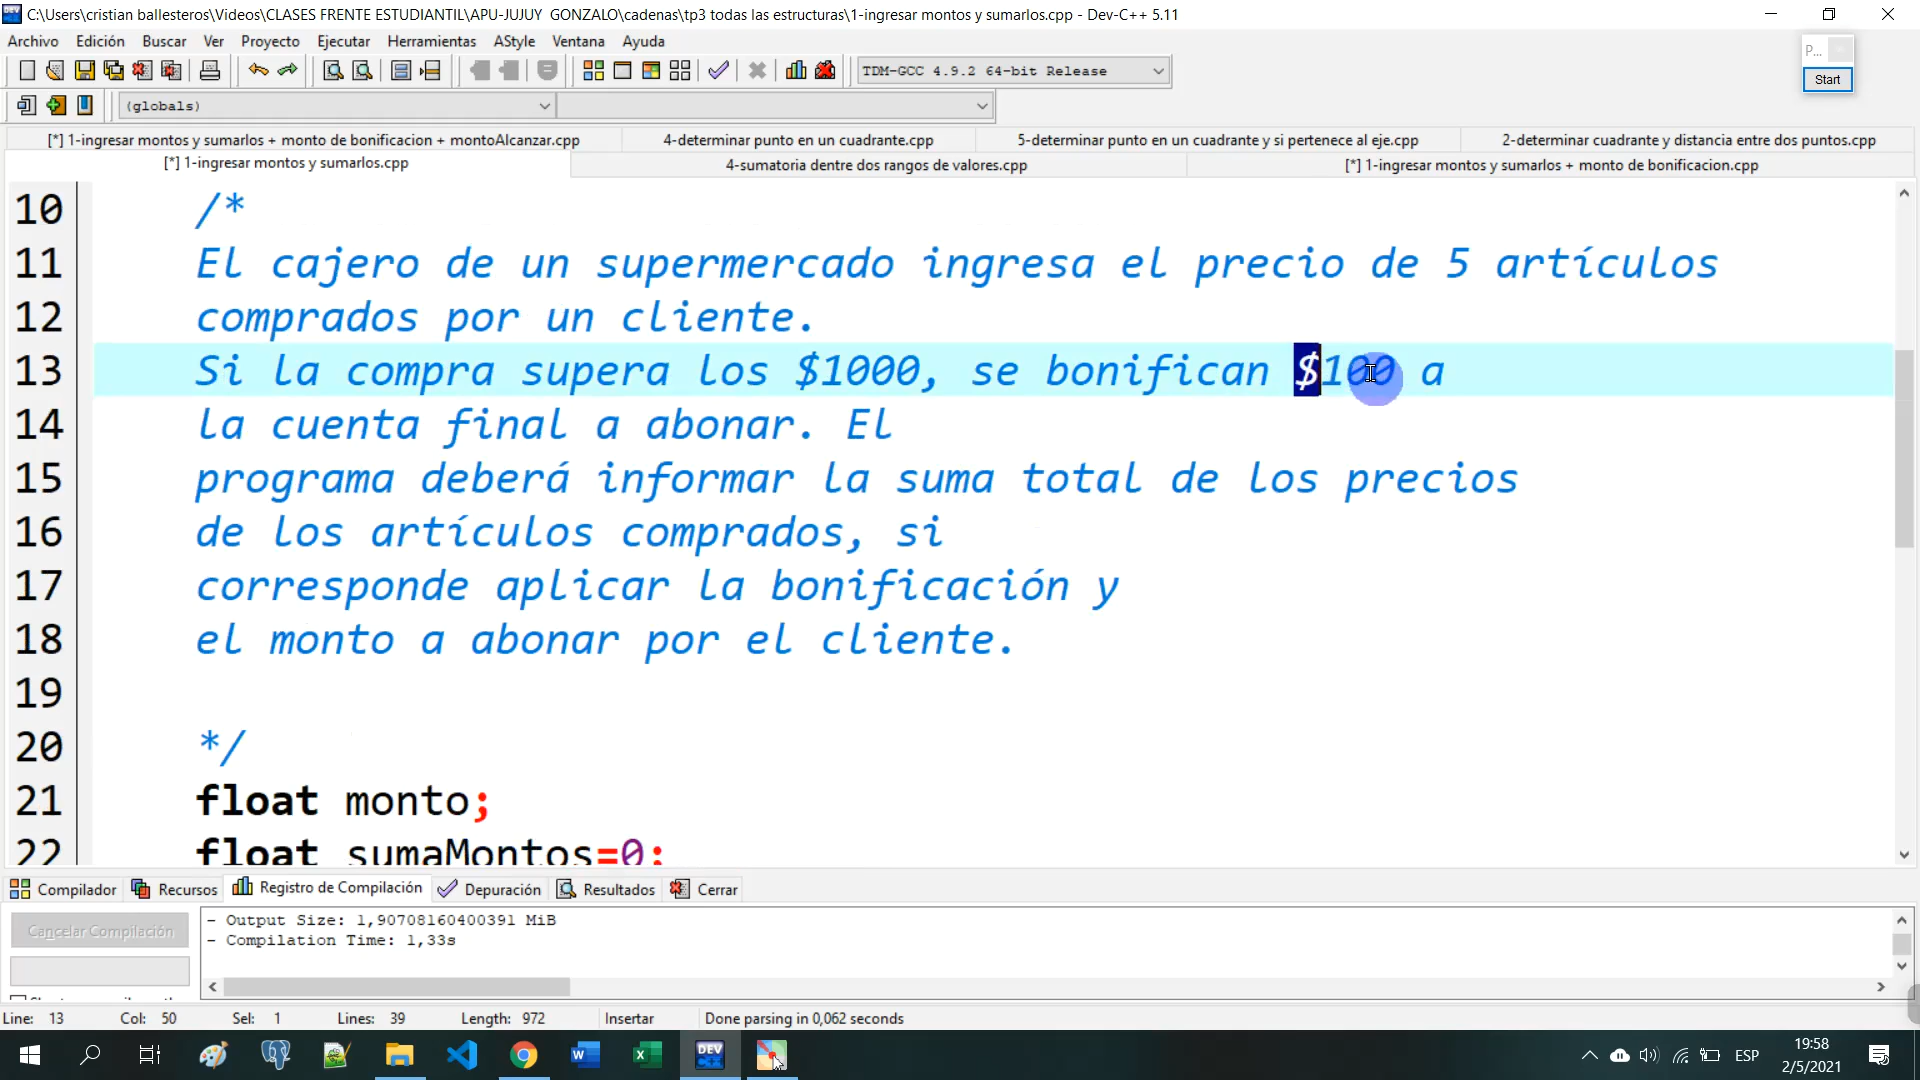 C:\Users\cristian ballesteros\Videos\CLASES FRENTE ESTUDIANTIL\APU-JUJUY  GONZALO\cadenas\tp3 todas las estructuras\1-ingresar montos y sumarlos.cpp - Dev-C++ 5.11
Archivo Edición Buscar Ver Proyecto Ejecutar Herramientas AStyle Ventana Ayuda
P...
Start
TDM-GCC 4.9.2 64-bit Release
(globals)
[*] 1-ingresar montos y sumarlos + monto de bonificacion + montoAlcanzar.cpp 4-determinar punto en un cuadrante.cpp 5-determinar punto en un cuadrante y si pertenece al eje.cpp 2-determinar cuadrante y distancia entre dos puntos.cpp
[*] 1-ingresar montos y sumarlos.cpp 4-sumatoria dentre dos rangos de valores.cpp [*] 1-ingresar montos y sumarlos + monto de bonificacion.cpp
10 /*
11 El cajero de un supermercado ingresa el precio de 5 artículos
12 comprados por un cliente.
13 Si la compra supera los $1000, se bonifican $100 a
14 la cuenta final a abonar. El
15 programa deberá informar la suma total de los precios
16 de los artículos comprados, si
17 corresponde aplicar la bonificación y
18 el monto a abonar por el cliente.
19
20 */
21 float monto;
22 float sumaMontos=0;
Compilador Recursos Registro de Compilación Depuración Resultados Cerrar
Cancelar Compilación
- Output Size: 1,90708160400391 MiB
- Compilation Time: 1,33s
Line: 13 Col: 50 Sel: 1 Lines: 39 Length: 972 Insertar Done parsing in 0,062 seconds
DEV C++
ESP
19:58
2/5/2021